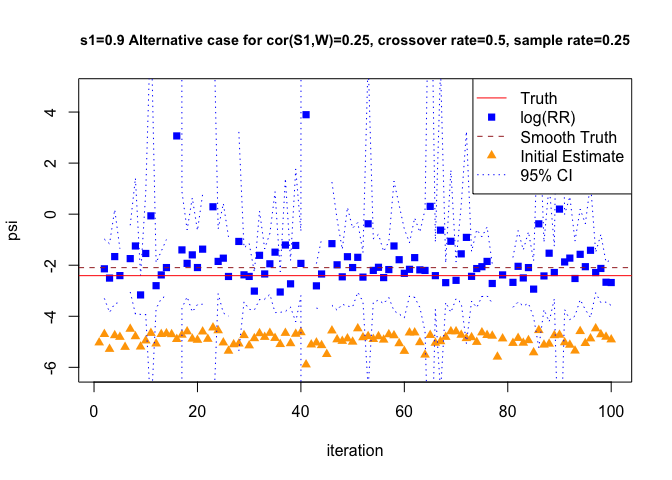 s1=0.9 Alternative case for cor(S1,W)=0.25, crossover rate=0.5, sample rate=0.25
Truth
log(RR)
Smooth Truth
Initial Estimate
95% CI
psi
4
2
0
-2
-4
-6
0 20 40 60 80 100
iteration